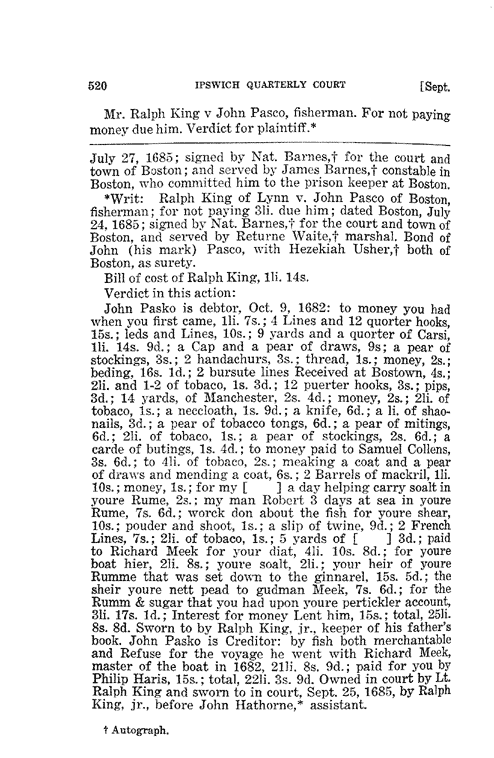 520 IPSWICH QUARTERLY COURT [Sept.
Mr. Ralph King v John Pasco, fisherman. For not paying
money due him. Verdict for plaintiff.*
July 27, 1685; signed by Nat. Barnes,† for the court and
town of Boston; and served by James Barnes,† constable in
Boston, who committed him to the prison keeper at Boston.
*Writ: Ralph King of Lynn v. John Pasco of Boston,
fisherman; for not paying 3li. due him; dated Boston, July
24, 1685; signed by Nat. Barnes,† for the court and town of
Boston, and served by Returne Waite,† marshal. Bond of
John (his mark) Pasco, with Hezekiah Usher,† both of
Boston, as surety.
Bill of cost of Ralph King, 1li. 14s.
Verdict in this action:
John Pasko is debtor, Oct. 9, 1682: to money you had
when you first came, 1li. 7s.; 4 Lines and 12 quorter hooks,
15s.; leds and Lines, 10s.; 9 yards and a quorter of Carsi,
1li. 14s. 9d.; a Cap and a pear of draws, 9s; a pear of
stockings, 3s.; 2 handachurs, 3s.; thread, 1s.; money, 2s.;
beding, 16s. 1d.; 2 bursute lines Received at Bostown, 4s.;
2li. and 1-2 of tobaco, 1s. 3d.; 12 puerter hooks, 3s.; pips,
3d.; 14 yards, of Manchester, 2s. 4d.; money, 2s.; 2li. of
tobaco, 1s.; a neccloath, 1s. 9d.; a knife, 6d.; a li. of shao-
nails, 3d.; a pear of tobacco tongs, 6d.; a pear of mitings,
6d.; 2li. of tobaco, 1s.; a pear of stockings, 2s. 6d.; a
carde of butings, 1s. 4d.; to money paid to Samuel Collens,
3s. 6d.; to 4li. of tobaco, 2s.; meaking a coat and a pear
of draws and mending a coat, 6s.; 2 Barrels of mackril, 1li.
10s.; money, 1s.; for my [ ] a day helping carry soalt in
youre Rume, 2s.; my man Robert 3 days at sea in youre
Rume, 7s. 6d.; worck don about the fish for youre shear,
10s.; pouder and shoot, 1s.; a slip of twine, 9d.; 2 French
Lines, 7s.; 2li. of tobaco, 1s.; 5 yards of [ ] 3d.; paid
to Richard Meek for your diat, 4li. 10s. 8d.; for youre
boat hier, 2li. 8s.; youre soalt, 2li.; your heir of youre
Rumme that was set down to the ginnarel, 15s. 5d.; the
sheir youre nett pead to gudman Meek, 7s. 6d.; for the
Rumm & sugar that you had upon youre pertickler account,
3li. 17s. 1d.; Interest for money Lent him, 15s.; total, 25li.
8s. 8d. Sworn to by Ralph King, jr., keeper of his father's
book. John Pasko is Creditor: by fish both merchantable
and Refuse for the voyage he went with Richard Meek,
master of the boat in 1682, 21li. 8s. 9d.; paid for you by
Philip Haris, 15s.; total, 22li. 3s. 9d. Owned in court by Lt.
Ralph King and sworn to in court, Sept. 25, 1685, by Ralph
King, jr., before John Hathorne,* assistant.
† Autograph.